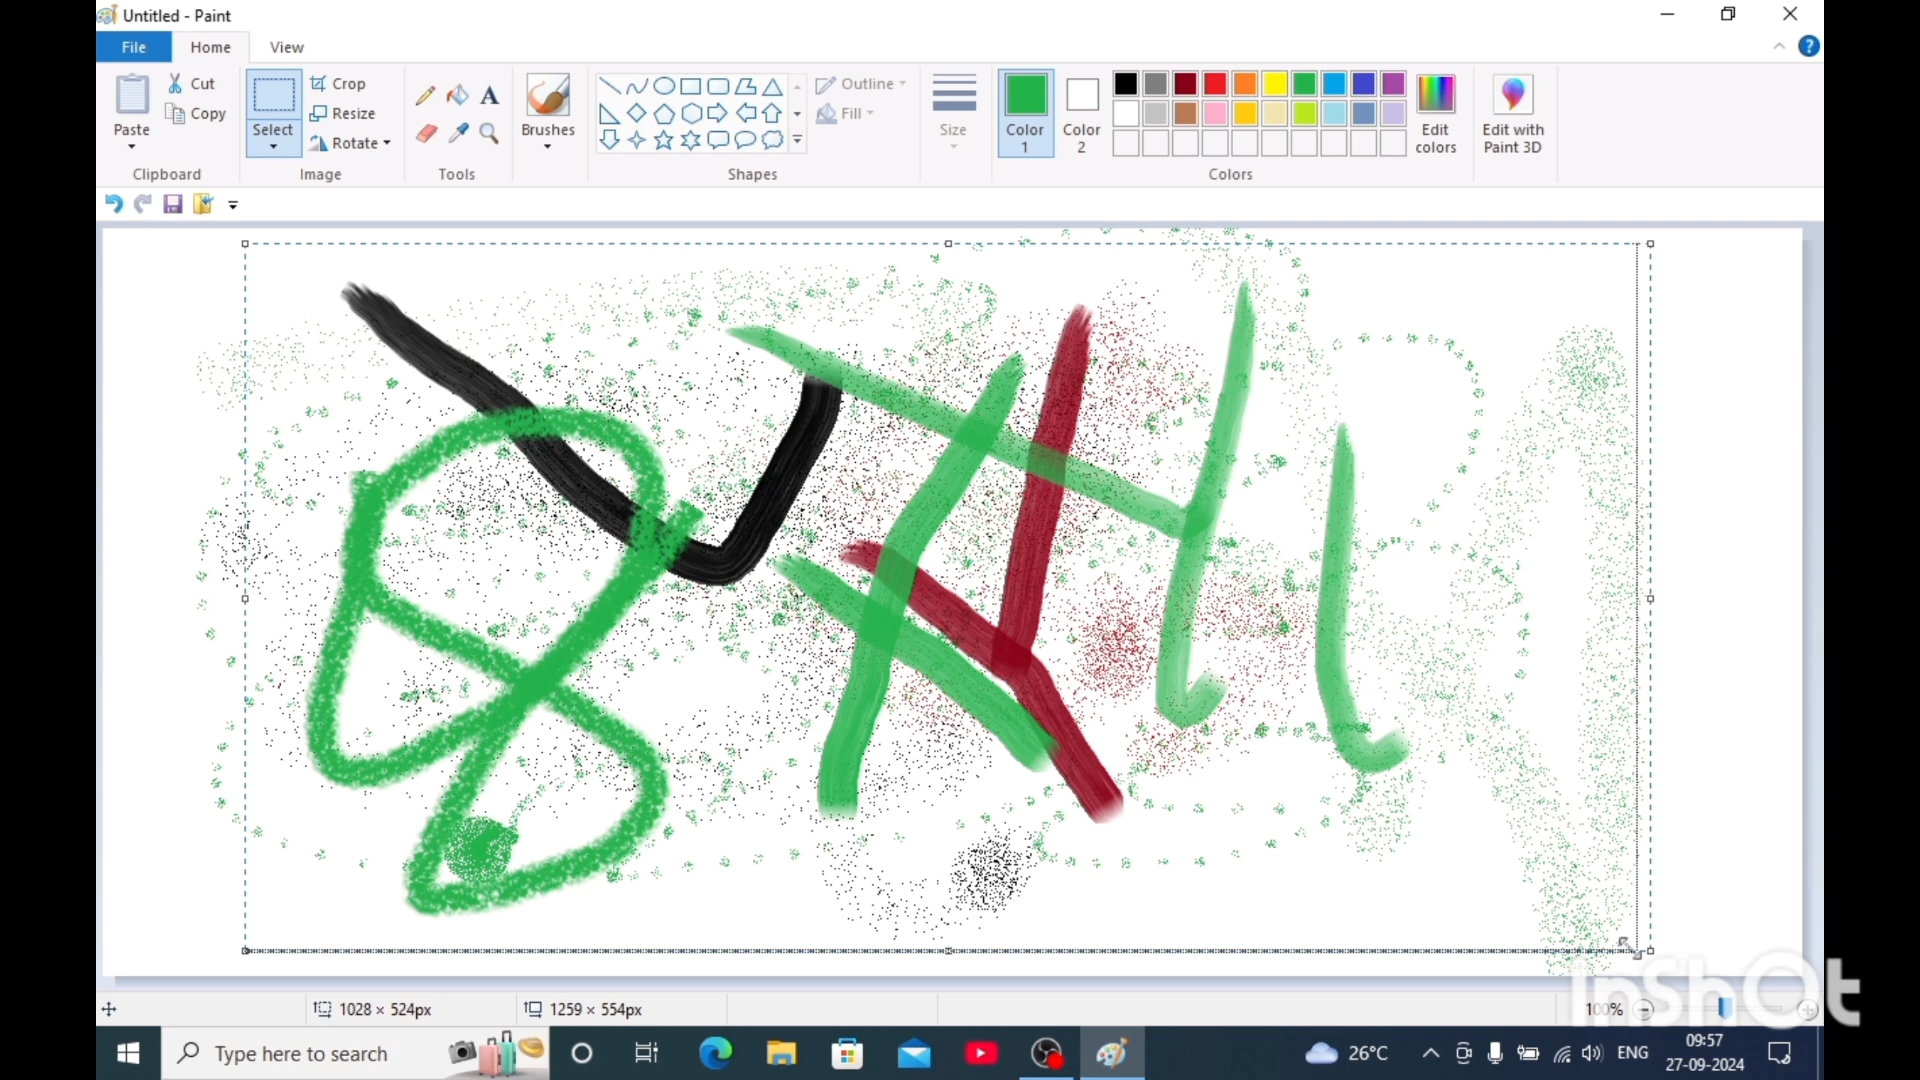 Untitled - Paint
File Home View
Paste Cut Copy Select Crop Resize Rotate A Brushes Outline Fill Size Color 1 Color 2 Edit colors Edit with Paint 3D ?
Clipboard Image Tools Shapes Colors
1028 × 524px 1259 × 554px 100%
InShOt
Type here to search 26°C ENG 09:57
27-09-2024